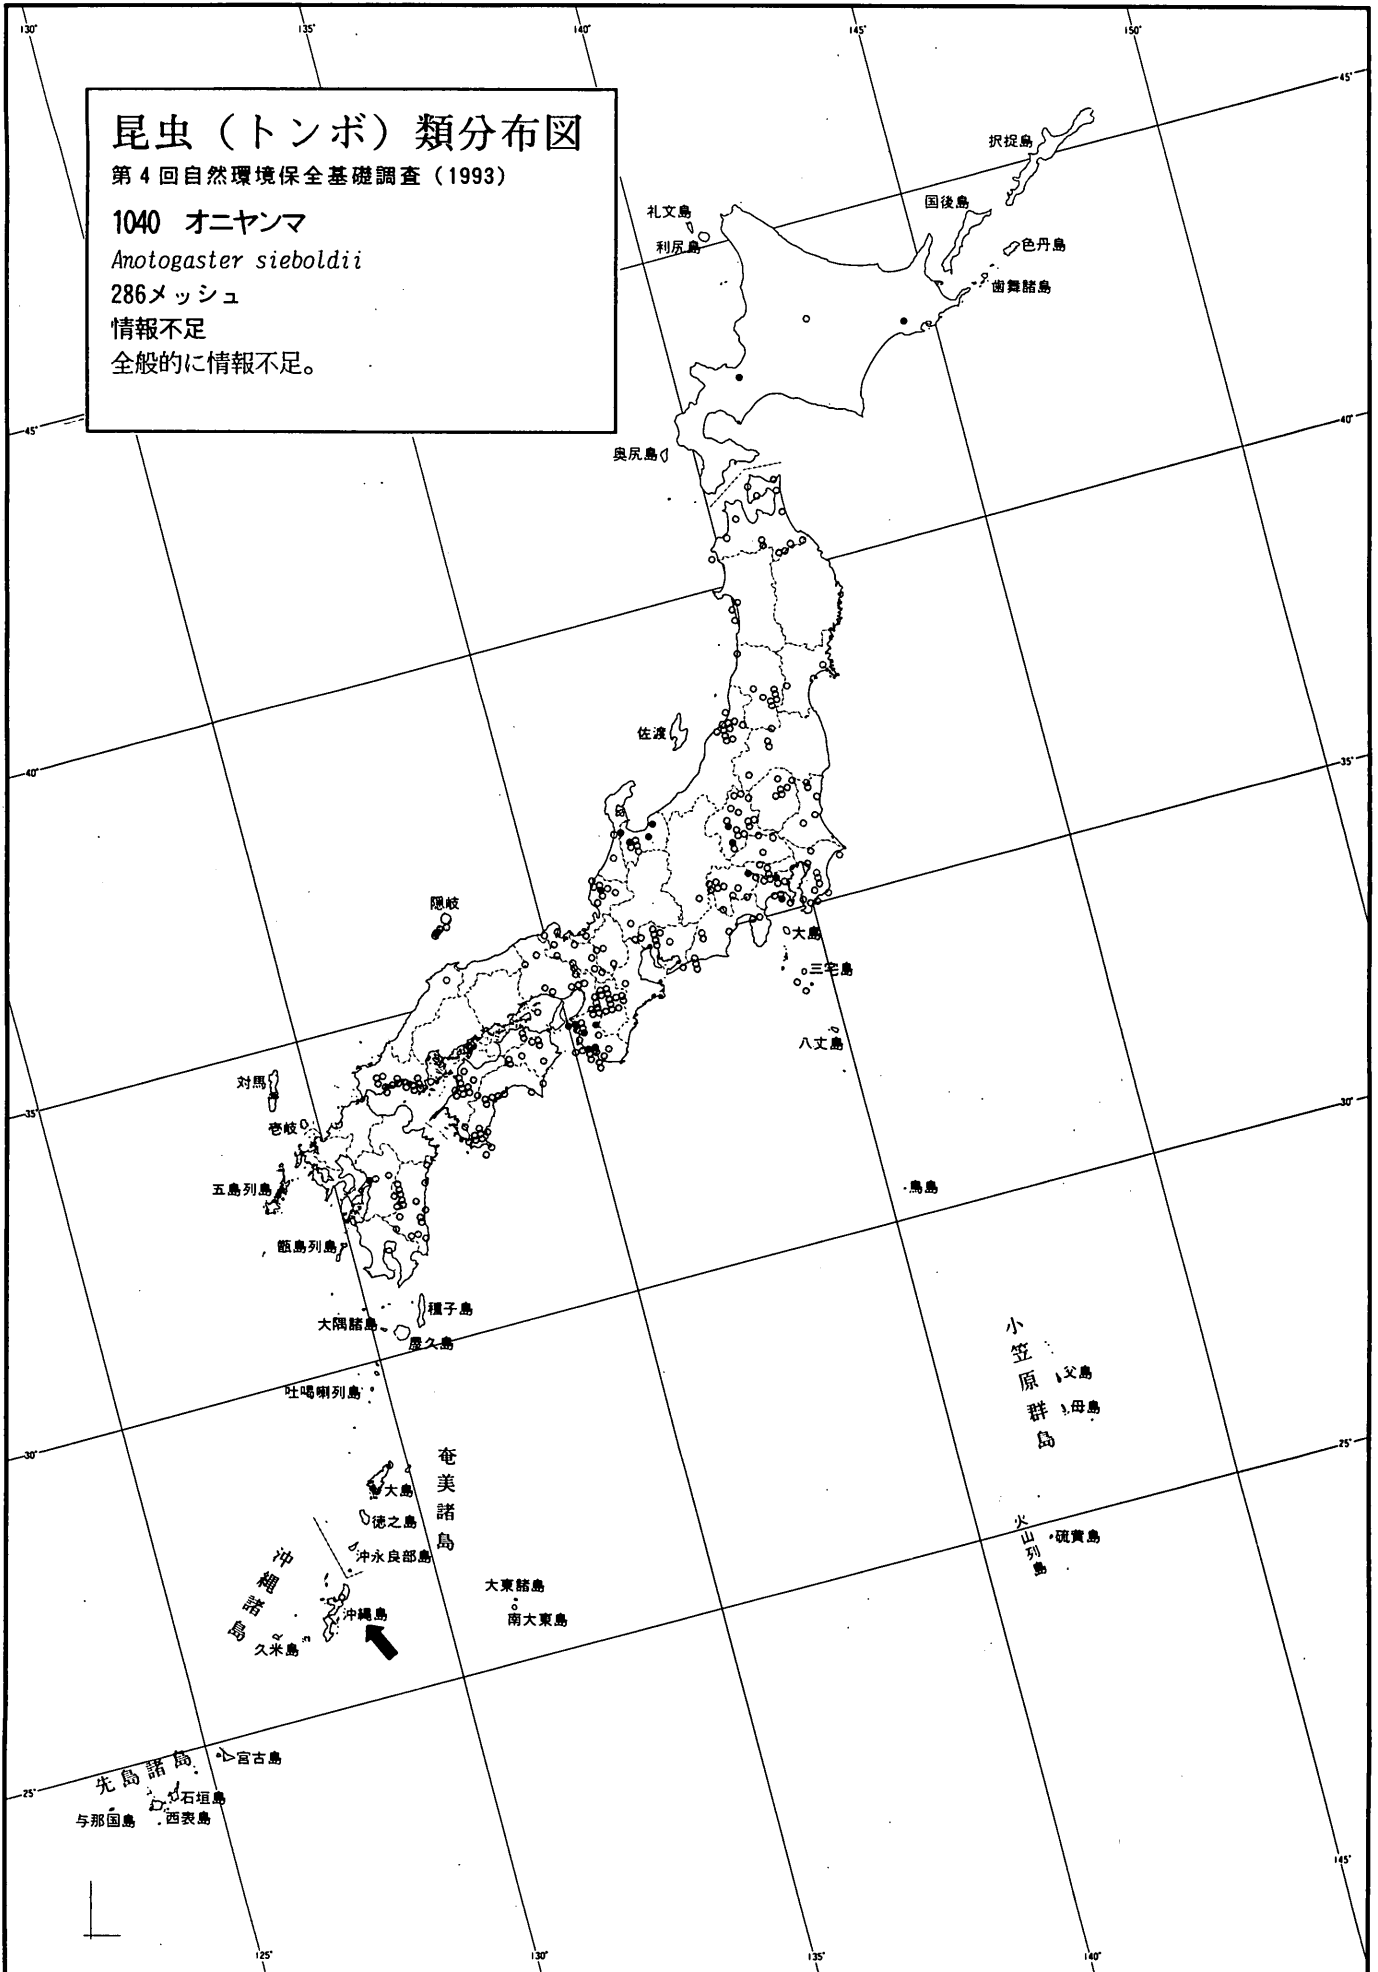 130°
135°
140°
145°
150°
45°
昆虫（トンボ）類分布図
第4回自然環境保全基礎調査（1993）
1040 オニヤンマ
Anotogaster sieboldii
286メッシュ
情報不足
全般的に情報不足。
択捉島
国後島
色丹島
歯舞諸島
礼文島
利尻島
45°
40°
奥尻島
佐渡
40°
35°
隠岐
大島
三宅島
八丈島
対馬
壱岐
35°
30°
五島列島
甑島列島
鳥島
種子島
大隅諸島
屋久島
吐噶喇列島
小笠原群島
父島
母島
30°
25°
奄美諸島
大島
徳之島
沖永良部島
火山列島
硫黄島
沖縄諸島
沖縄島
久米島
大東諸島
南大東島
先島諸島
宮古島
25°
石垣島
西表島
与那国島
145°
125°
130°
135°
140°